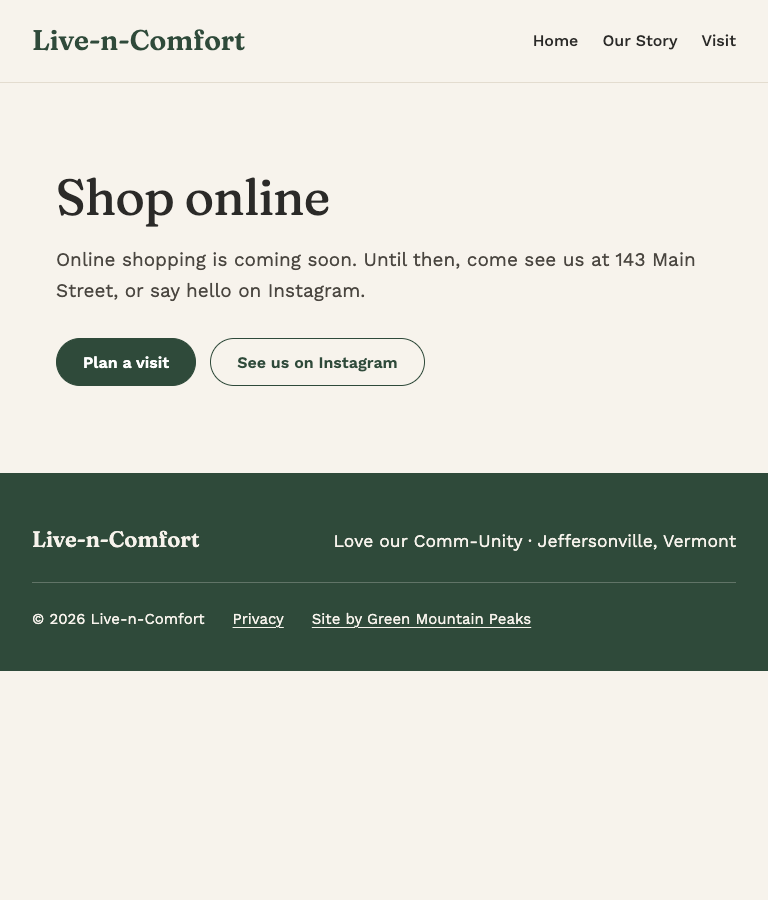 Live-n-Comfort
Home Our Story Visit
Shop online
Online shopping is coming soon. Until then, come see us at 143 Main
Street, or say hello on Instagram.
Plan a visit See us on Instagram
Live-n-Comfort
Love our Comm-Unity · Jeffersonville, Vermont
© 2026 Live-n-Comfort Privacy Site by Green Mountain Peaks